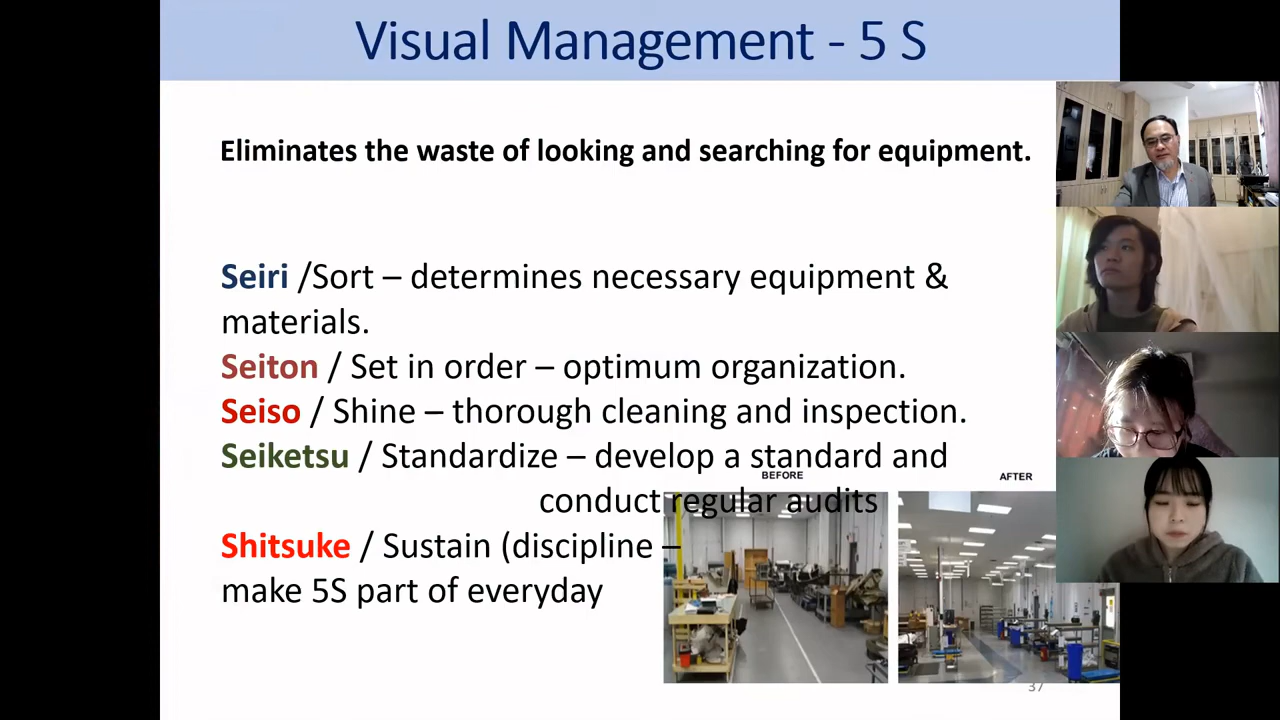 Visual Management - 5 S
Eliminates the waste of looking and searching for equipment.
Seiri /Sort – determines necessary equipment &
materials.
Seiton / Set in order – optimum organization.
Seiso / Shine – thorough cleaning and inspection.
Seiketsu / Standardize – develop a standard and
conduct regular audits
Shitsuke / Sustain (discipline –
make 5S part of everyday
BEFORE
AFTER
37